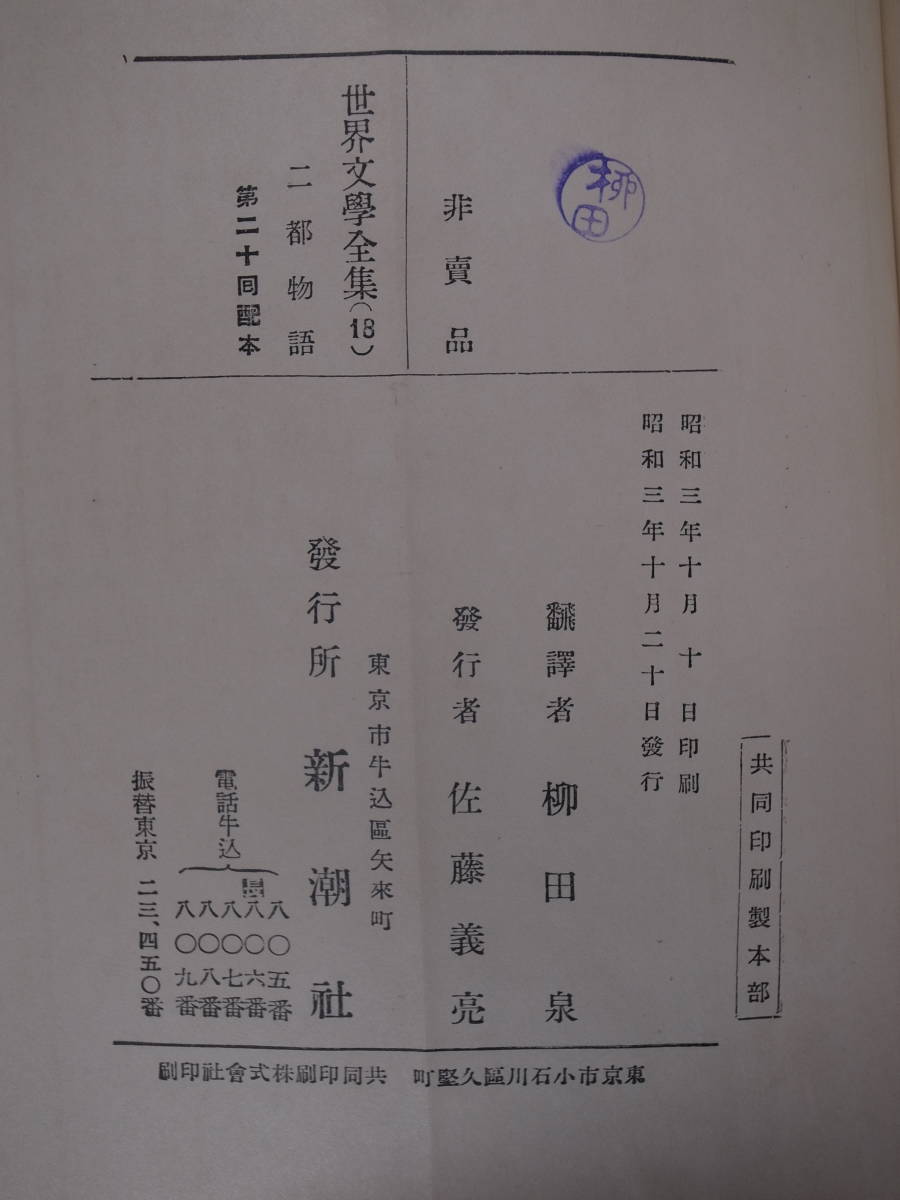 共同印刷製本部
柳田
非賣品
世界文學全集(18)
二都物語
第二十囘配本
昭和三年十月十日印刷
昭和三年十月二十日發行
飜譯者 柳田泉
發行者 佐藤義亮
東京市牛込區矢來町
發行所 新潮社
電話牛込
八〇五番
八〇六番
八〇七番
八〇八番
八〇九番
振替東京 二三、四五〇番
東京市小石川區久堅町 共同印刷株式會社印刷